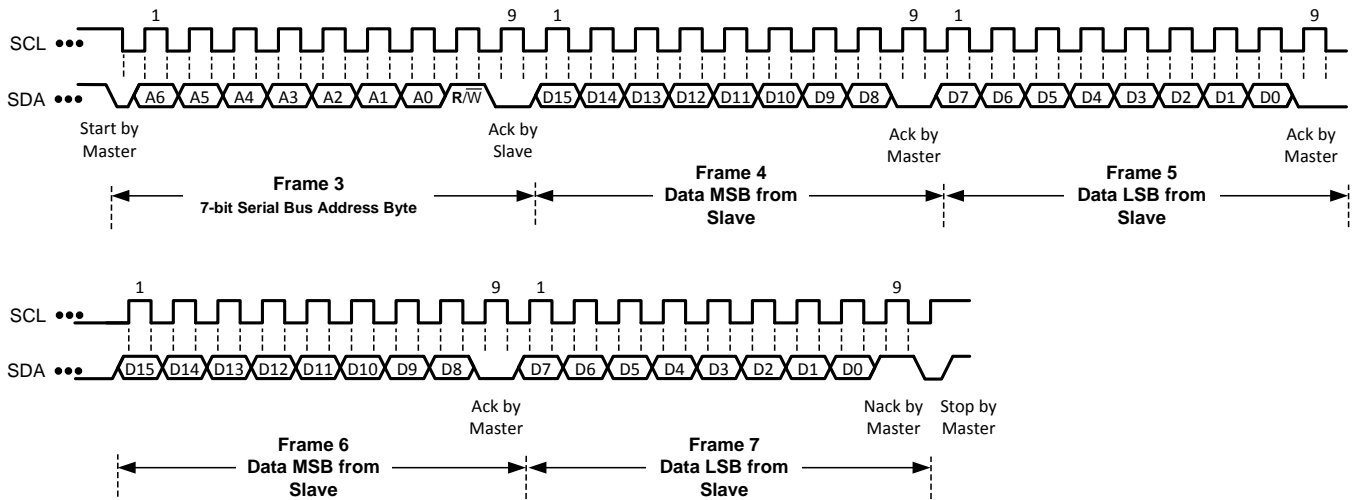 1 9 1 9 1 9
SCL •••
SDA ••• A6 A5 A4 A3 A2 A1 A0 R/W̅ D15 D14 D13 D12 D11 D10 D9 D8 D7 D6 D5 D4 D3 D2 D1 D0
Start by
Master
Ack by
Slave
Ack by
Master
Ack by
Master
Frame 3
7-bit Serial Bus Address Byte
Frame 4
Data MSB from
Slave
Frame 5
Data LSB from
Slave
1 9 1 9
SCL •••
SDA ••• D15 D14 D13 D12 D11 D10 D9 D8 D7 D6 D5 D4 D3 D2 D1 D0
Ack by
Master
Nack by
Master
Stop by
Master
Frame 6
Data MSB from
Slave
Frame 7
Data LSB from
Slave